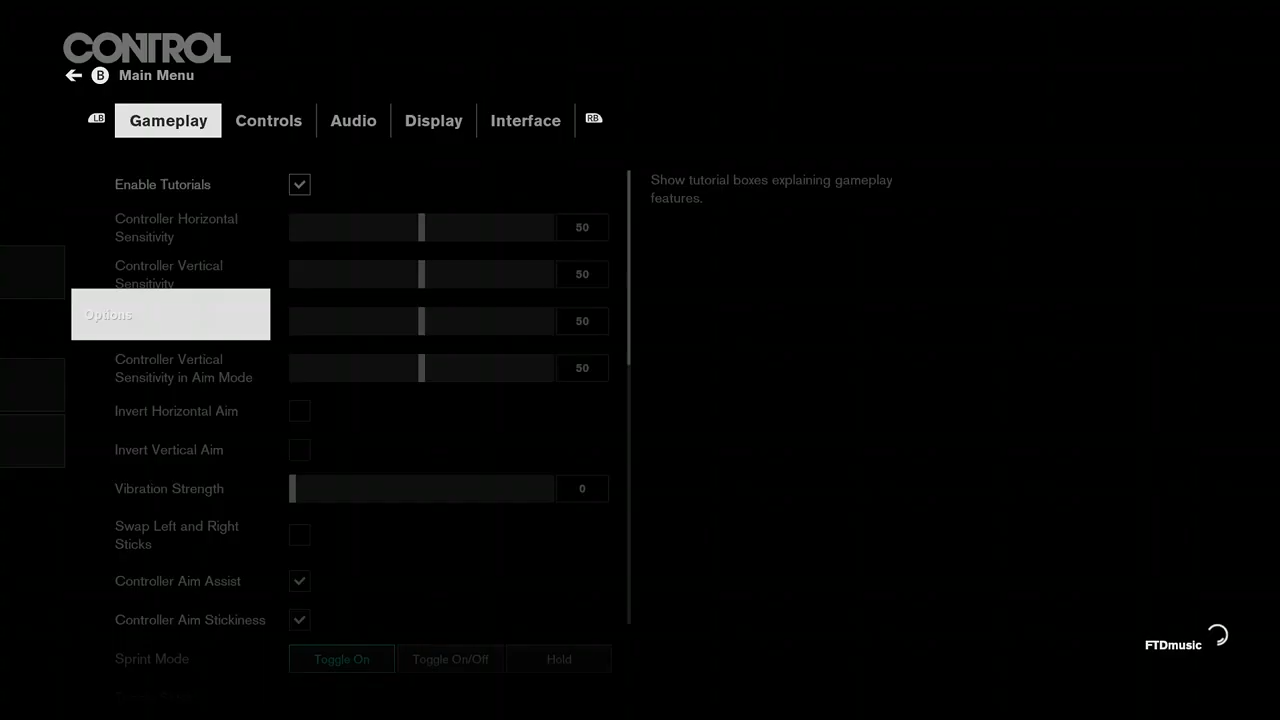 CONTROL
B Main Menu
LB Gameplay Controls Audio Display Interface RB
Enable Tutorials
Show tutorial boxes explaining gameplay
features.
Controller Horizontal
Sensitivity
50
Controller Vertical
Sensitivity
50
Options
50
Controller Vertical
Sensitivity in Aim Mode
50
Invert Horizontal Aim
Invert Vertical Aim
Vibration Strength
0
Swap Left and Right
Sticks
Controller Aim Assist
Controller Aim Stickiness
Sprint Mode
Toggle On Toggle On/Off Hold
FTDmusic